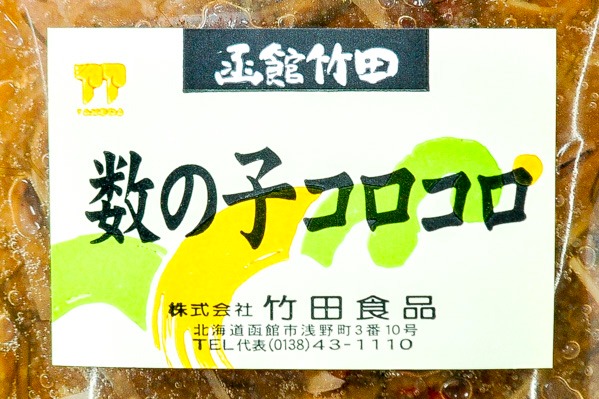 函館竹田
TAKEDA
数の子コロコロ
株式会社 竹田食品
北海道函館市浅野町3番10号
TEL代表(0138)43-1110